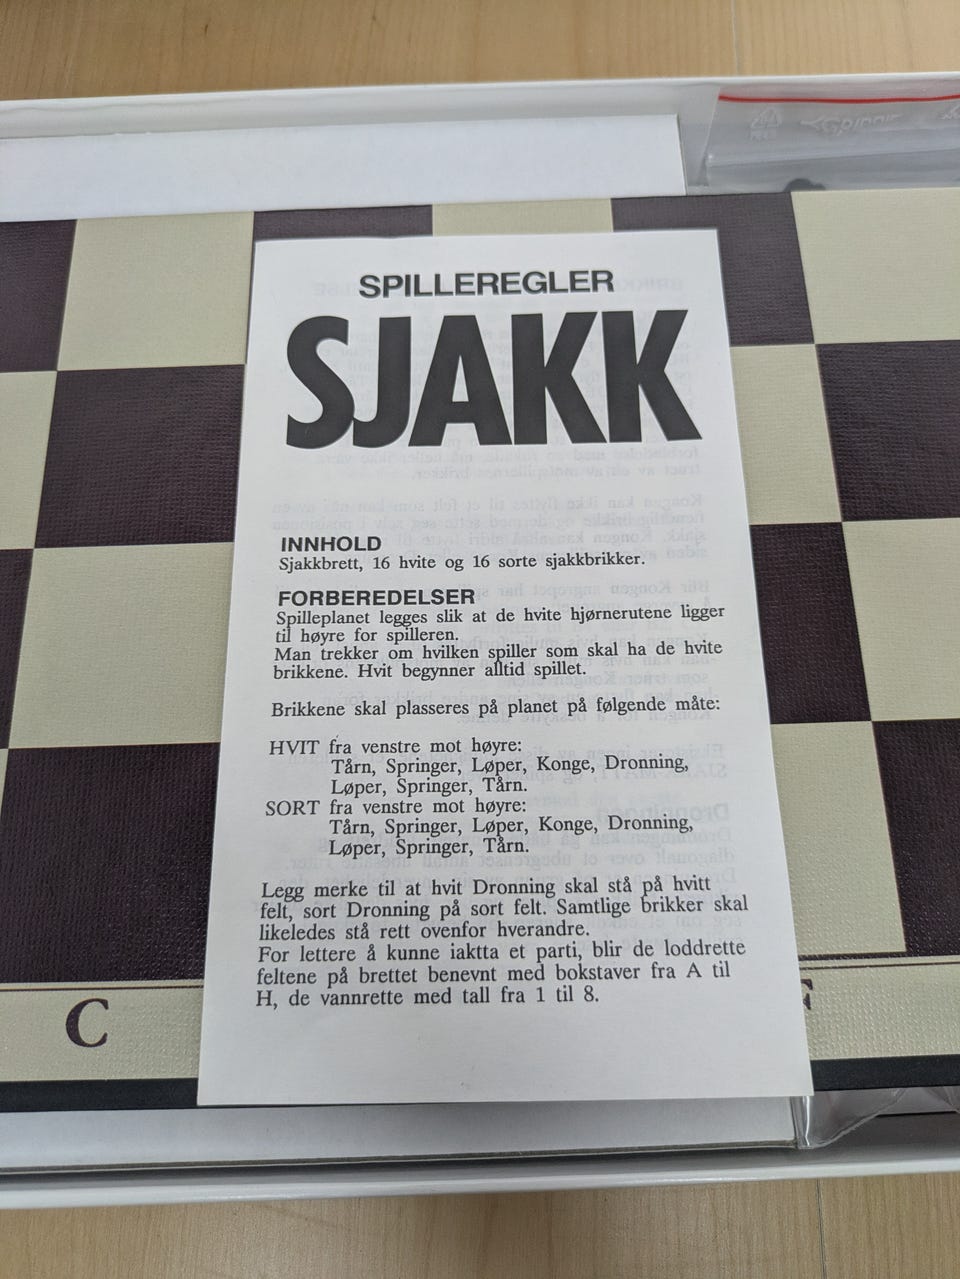 SPILLEREGLER
SJAKK
INNHOLD
Sjakkbrett, 16 hvite og 16 sorte sjakkbrikker.
FORBEREDELSER
Spilleplanet legges slik at de hvite hjørnerutene ligger
til høyre for spilleren.
Man trekker om hvilken spiller som skal ha de hvite
brikkene. Hvit begynner alltid spillet.
Brikkene skal plasseres på planet på følgende måte:
HVIT fra venstre mot høyre:
Tårn, Springer, Løper, Konge, Dronning,
Løper, Springer, Tårn.
SORT fra venstre mot høyre:
Tårn, Springer, Løper, Konge, Dronning,
Løper, Springer, Tårn.
Legg merke til at hvit Dronning skal stå på hvitt
felt, sort Dronning på sort felt. Samtlige brikker skal
likeledes stå rett ovenfor hverandre.
For lettere å kunne iaktta et parti, blir de loddrette
feltene på brettet benevnt med bokstaver fra A til
H, de vannrette med tall fra 1 til 8.
C